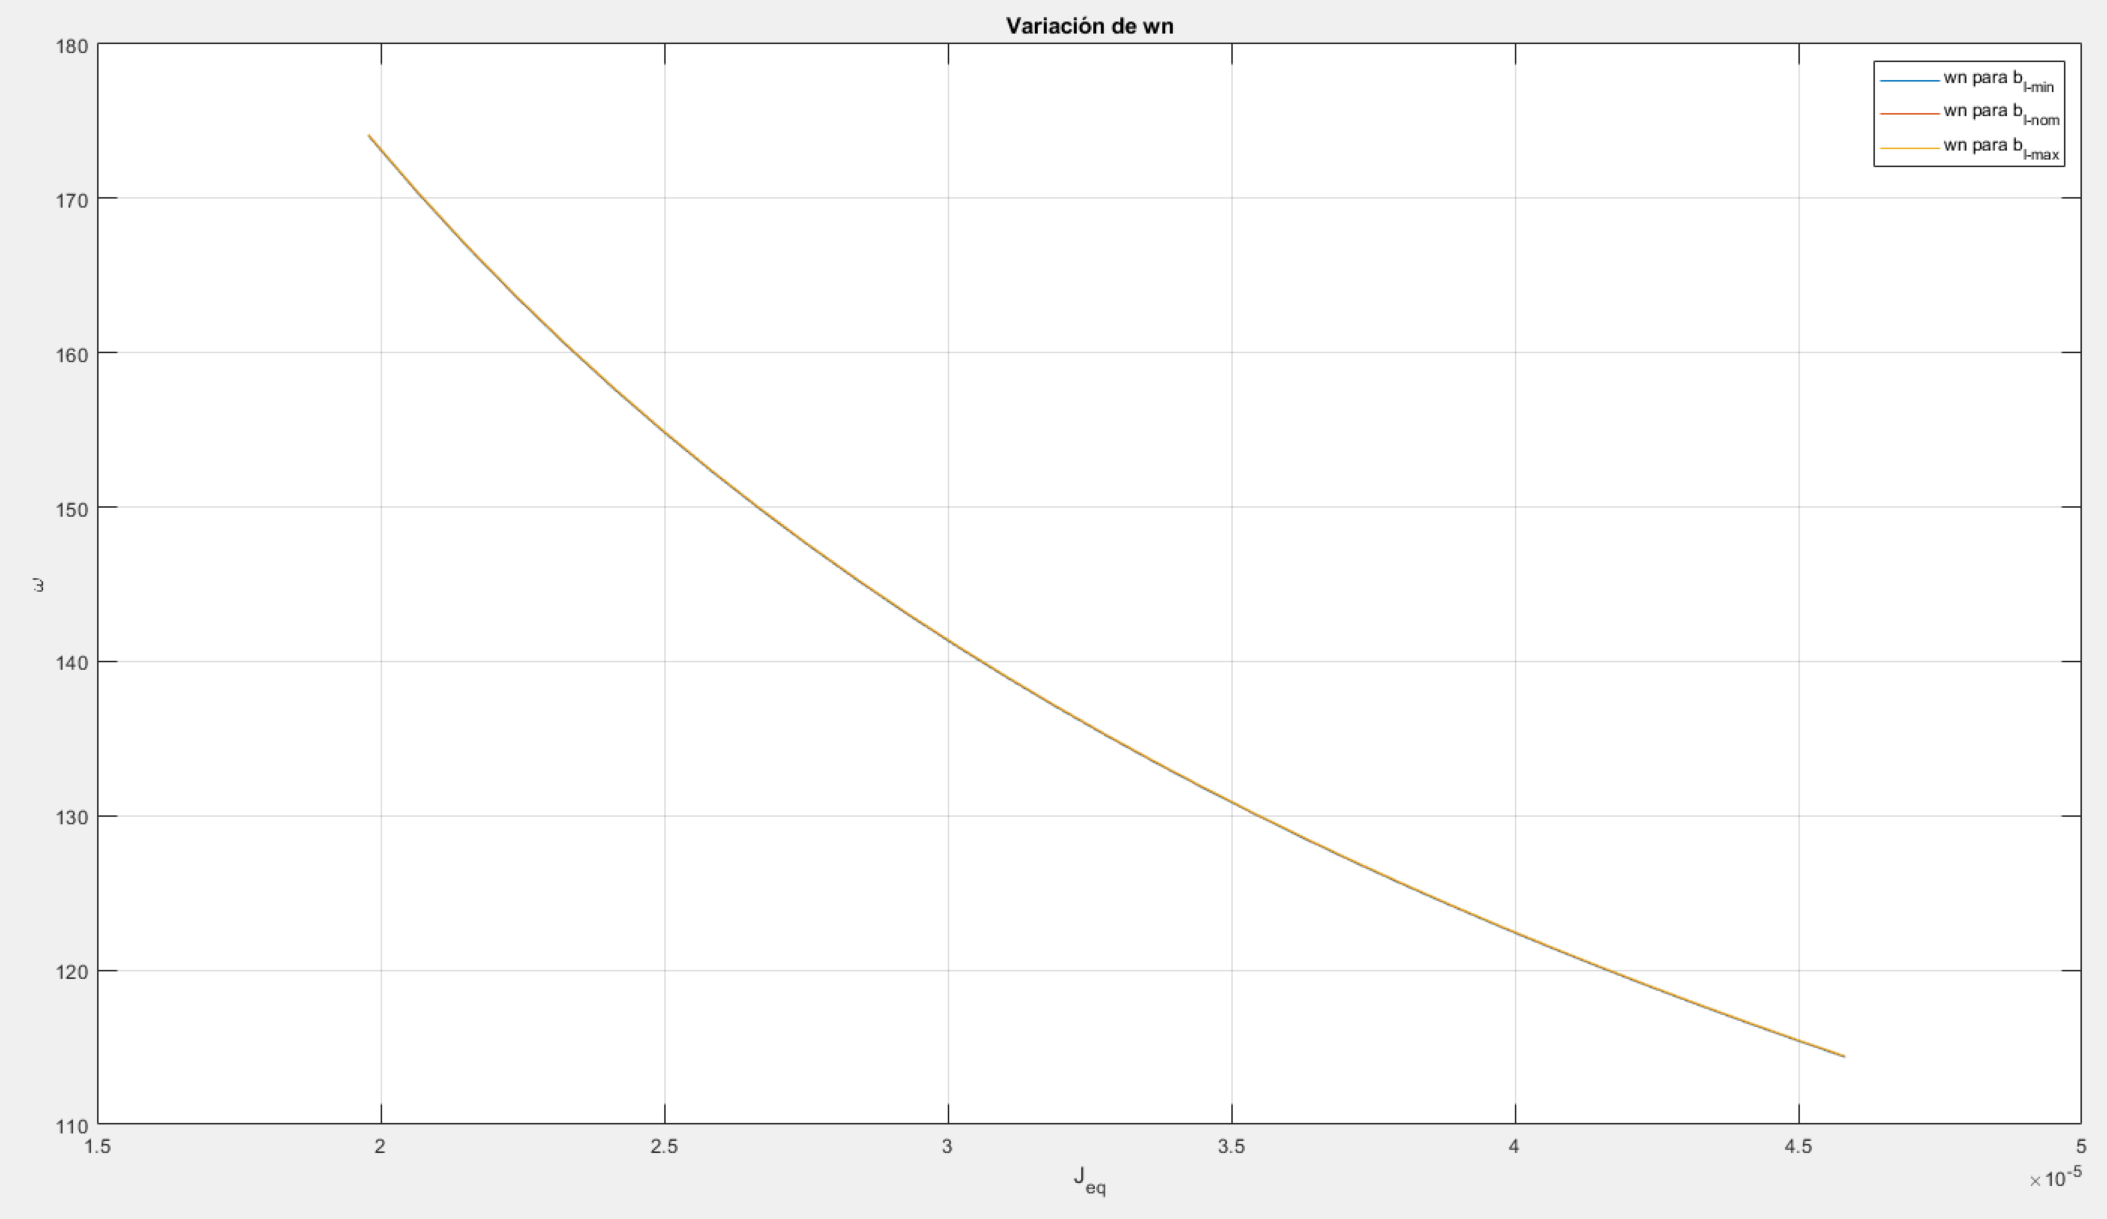 Variación de wn
180
170
160
150
140
130
120
110
ω
wn para b_l-min
wn para b_l-nom
wn para b_l-max
1.5 2 2.5 3 3.5 4 4.5 5
×10^-5
J_eq